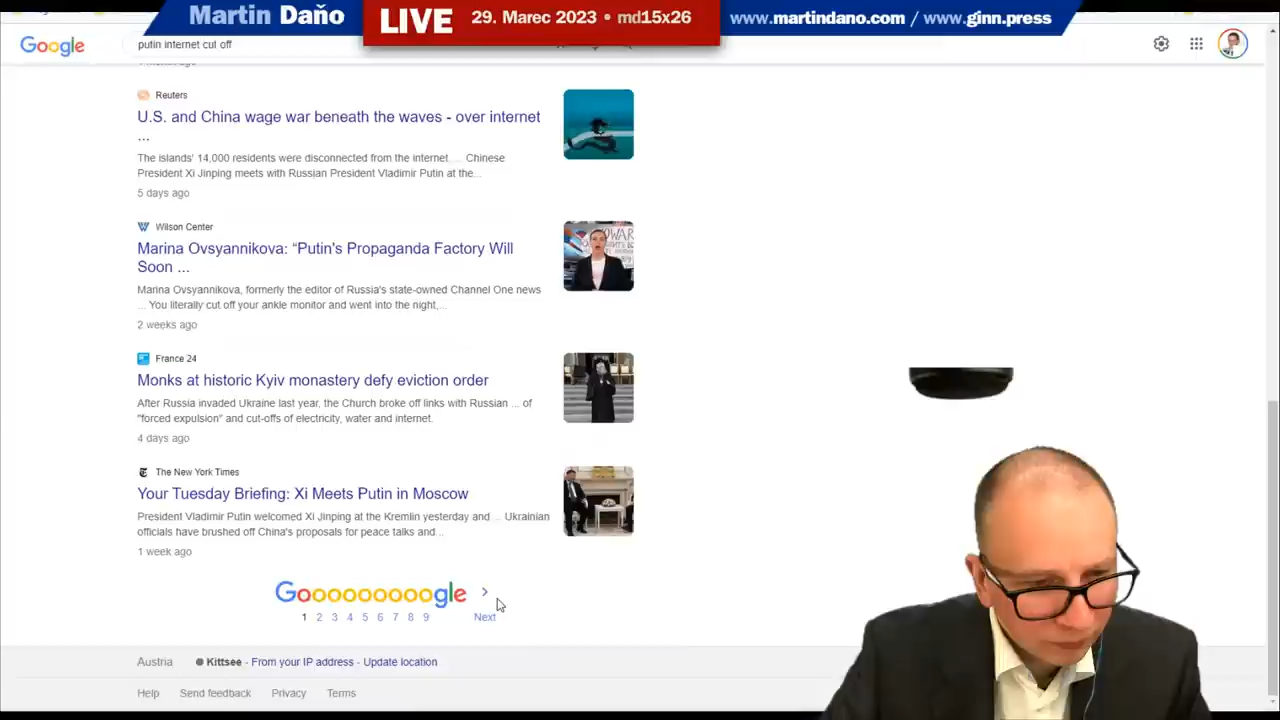 Martin Daňo
LIVE
29. Marec 2023 • md15x26
www.martindano.com / www.ginn.press
Google
putin internet cut off
Reuters
U.S. and China wage war beneath the waves - over internet
...
The islands' 14,000 residents were disconnected from the internet. ... Chinese
President Xi Jinping meets with Russian President Vladimir Putin at the...
5 days ago
Wilson Center
Marina Ovsyannikova: “Putin's Propaganda Factory Will
Soon ...
Marina Ovsyannikova, formerly the editor of Russia's state-owned Channel One news
... You literally cut off your ankle monitor and went into the night,...
2 weeks ago
France 24
Monks at historic Kyiv monastery defy eviction order
After Russia invaded Ukraine last year, the Church broke off links with Russian ... of
"forced expulsion" and cut-offs of electricity, water and internet.
4 days ago
The New York Times
Your Tuesday Briefing: Xi Meets Putin in Moscow
President Vladimir Putin welcomed Xi Jinping at the Kremlin yesterday and ... Ukrainian
officials have brushed off China's proposals for peace talks and...
1 week ago
Gooooooooogle >
1 2 3 4 5 6 7 8 9 Next
Austria Kittsee - From your IP address - Update location
Help Send feedback Privacy Terms